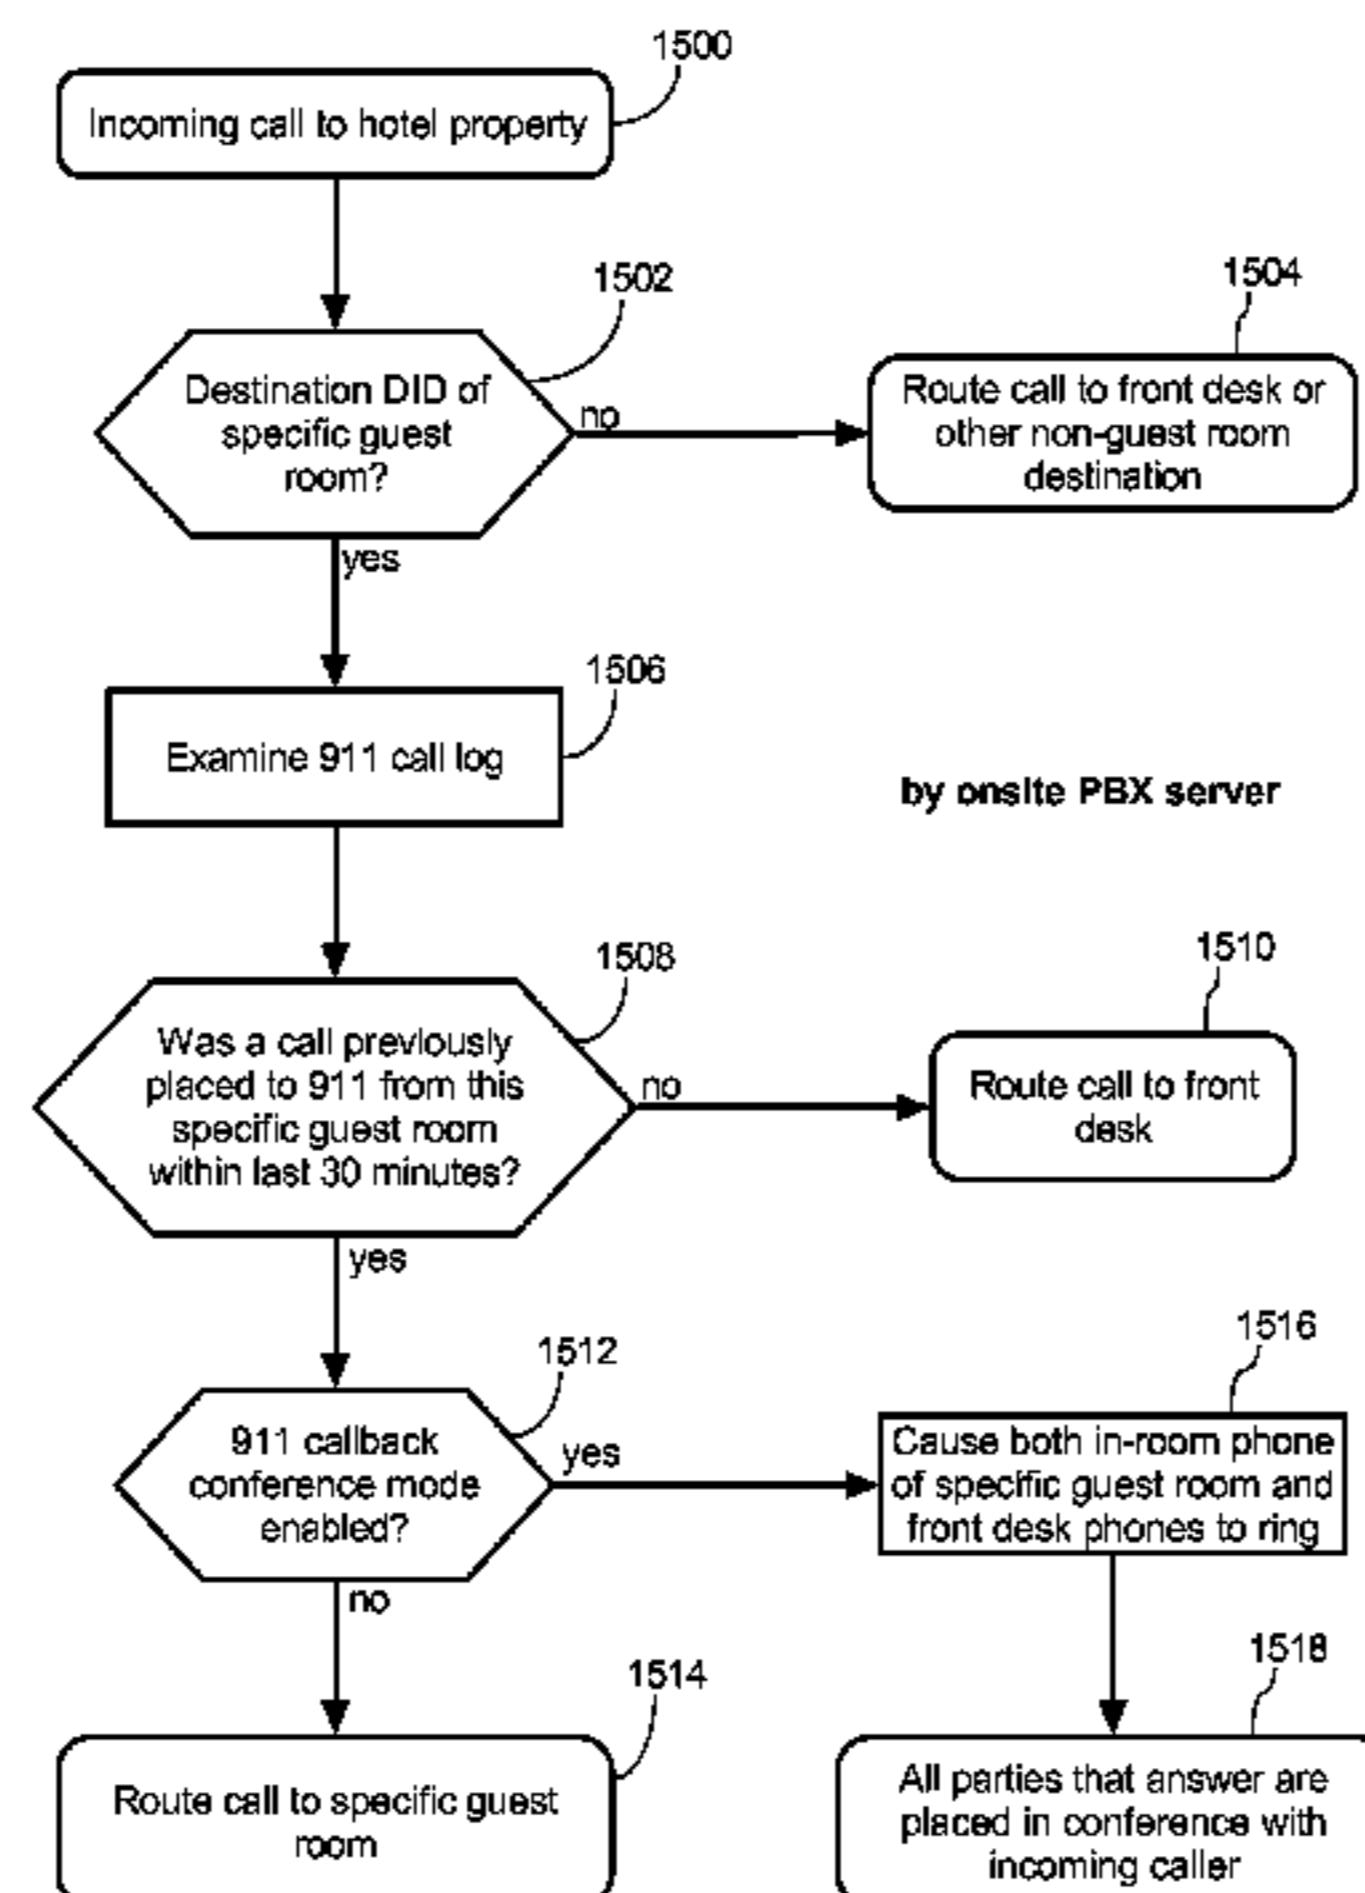 1500
Incoming call to hotel property
1502
Destination DID of
specific guest
room?
no
1504
Route call to front desk or
other non-guest room
destination
yes
1506
Examine 911 call log
by onsite PBX server
1508
Was a call previously
placed to 911 from this
specific guest room
within last 30 minutes?
no
1510
Route call to front
desk
yes
1512
911 callback
conference mode
enabled?
yes
1516
Cause both in-room phone
of specific guest room and
front desk phones to ring
no
1514
Route call to specific guest
room
1518
All parties that answer are
placed in conference with
incoming caller